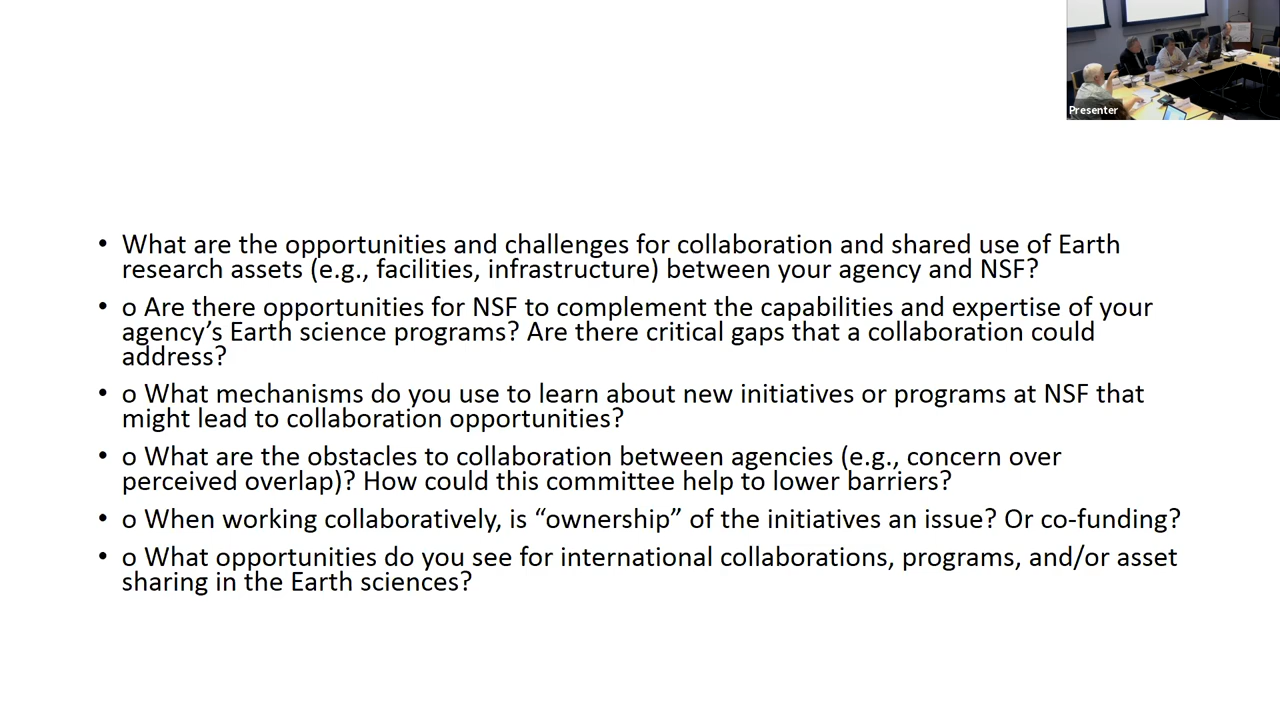 Presenter
• What are the opportunities and challenges for collaboration and shared use of Earth
research assets (e.g., facilities, infrastructure) between your agency and NSF?
• o Are there opportunities for NSF to complement the capabilities and expertise of your
agency’s Earth science programs? Are there critical gaps that a collaboration could
address?
• o What mechanisms do you use to learn about new initiatives or programs at NSF that
might lead to collaboration opportunities?
• o What are the obstacles to collaboration between agencies (e.g., concern over
perceived overlap)? How could this committee help to lower barriers?
• o When working collaboratively, is “ownership” of the initiatives an issue? Or co-funding?
• o What opportunities do you see for international collaborations, programs, and/or asset
sharing in the Earth sciences?